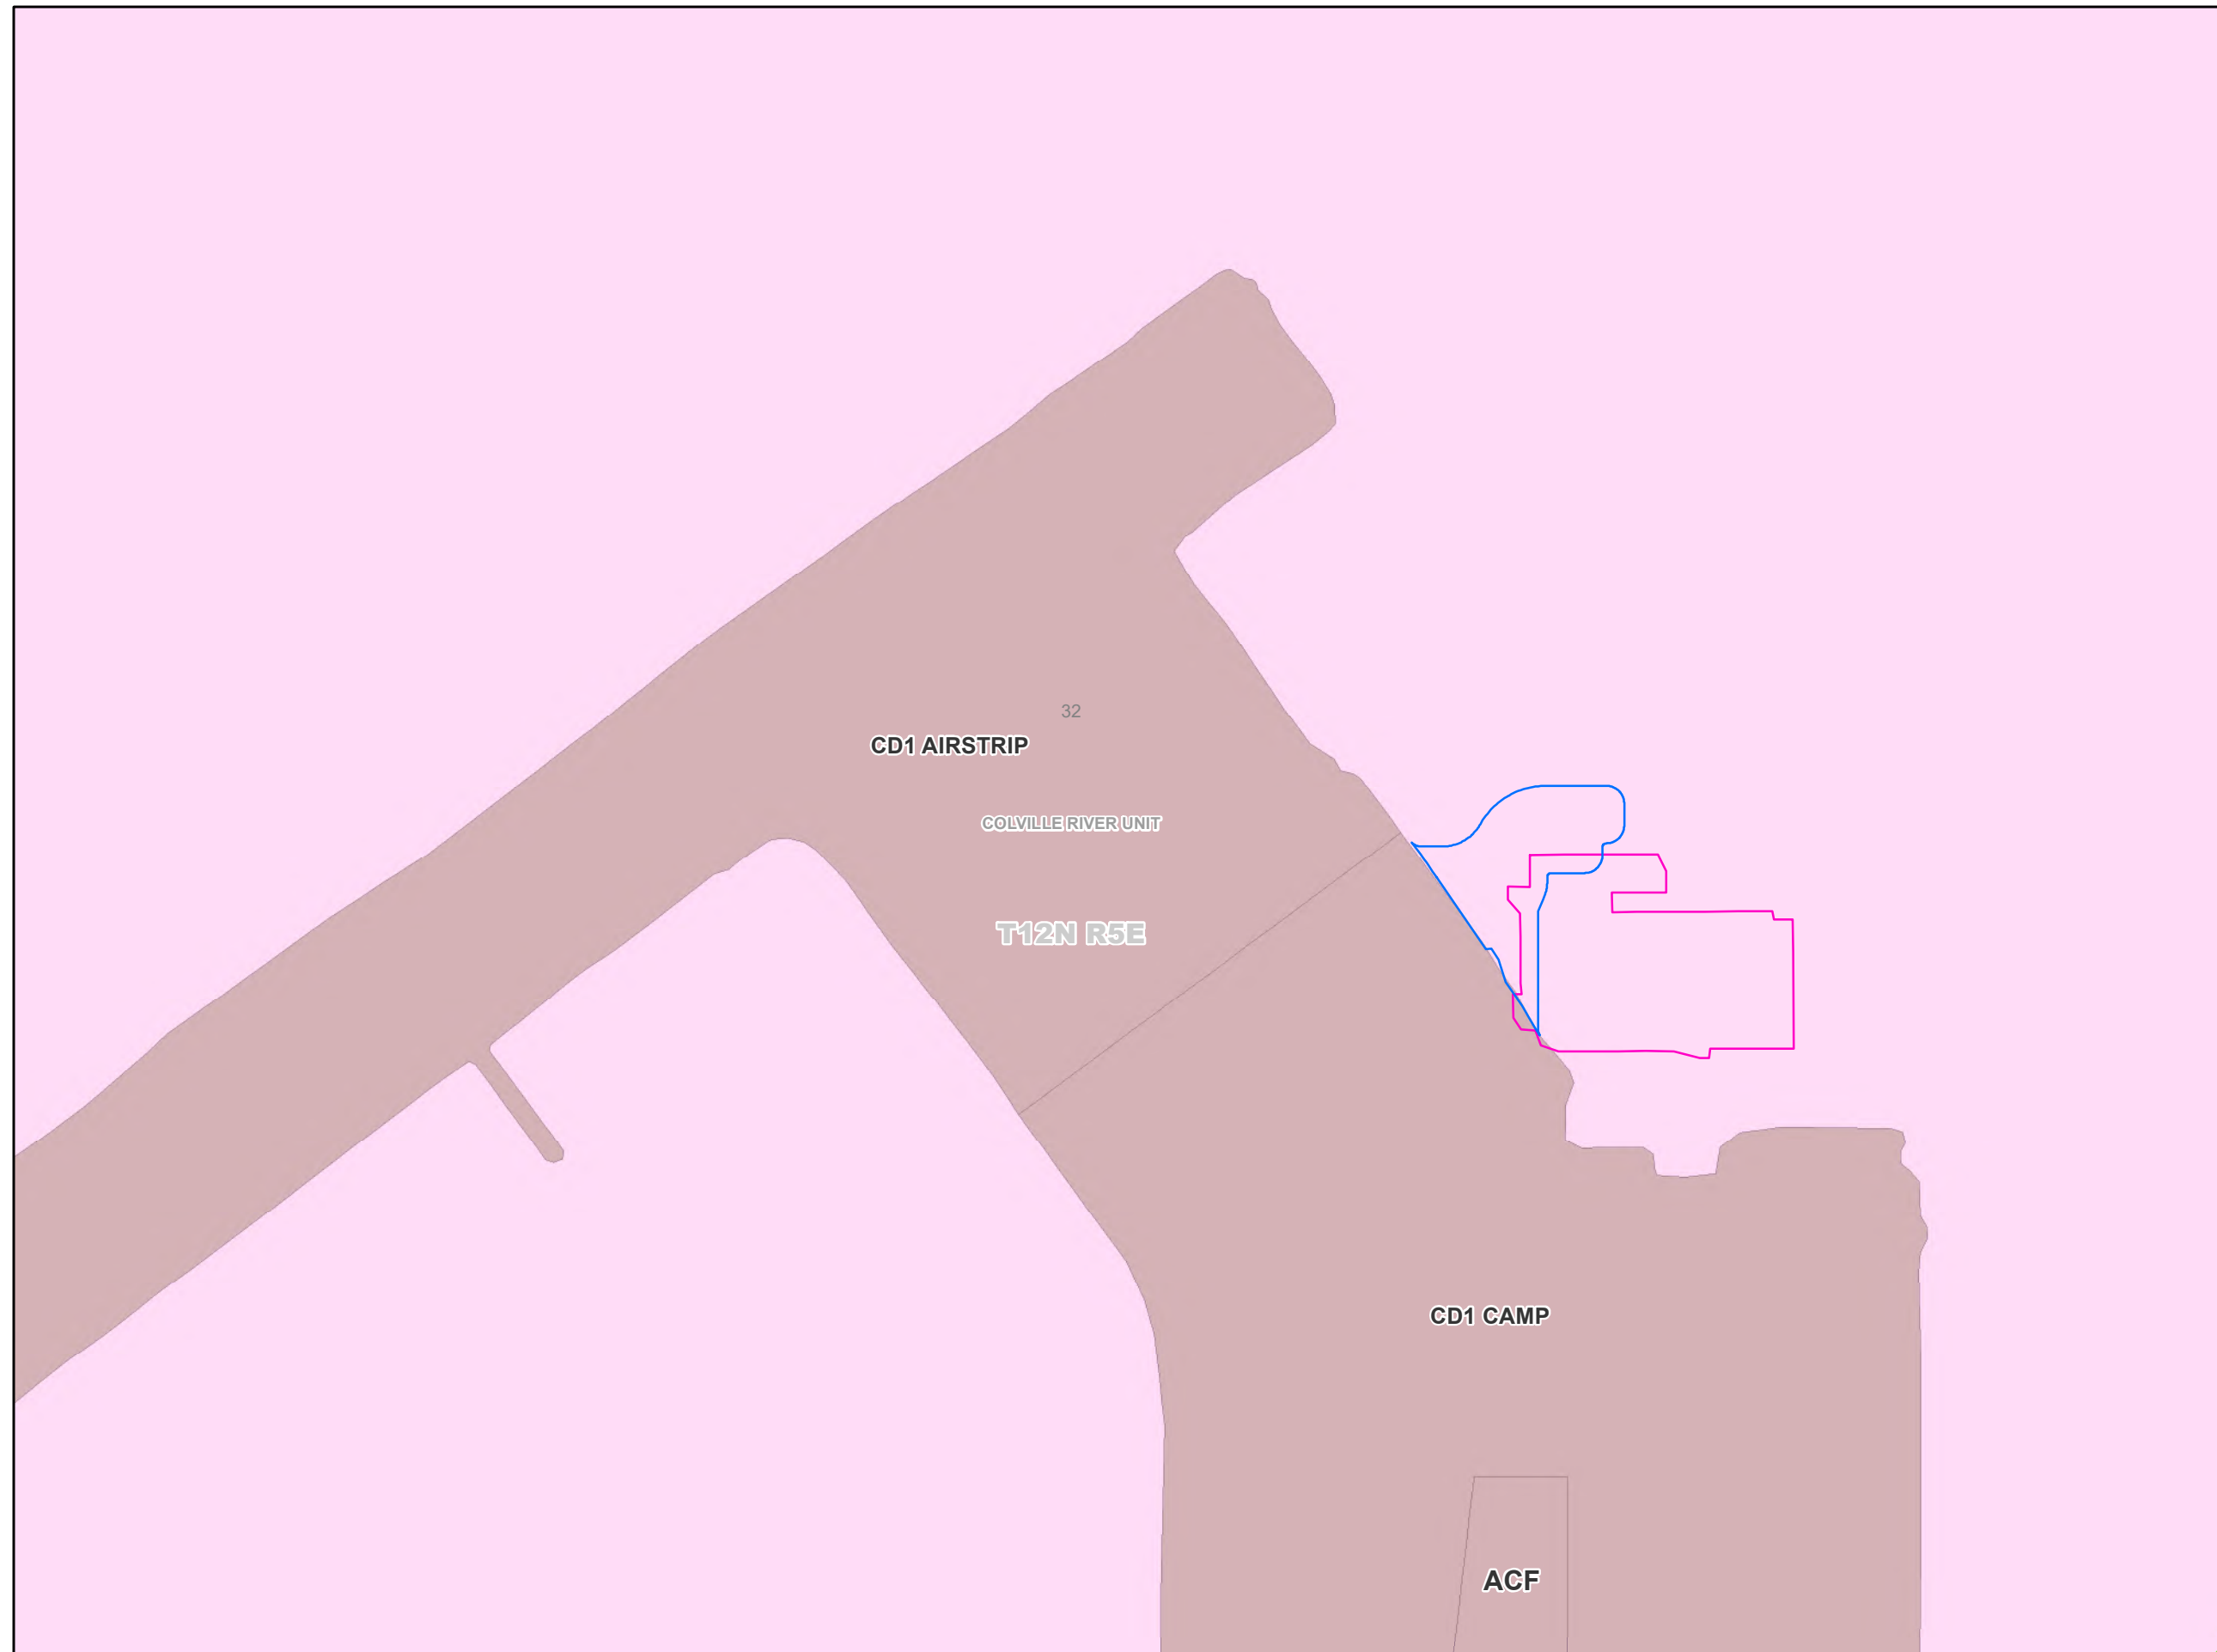 32
CD1 AIRSTRIP
COLVILLE RIVER UNIT
T12N R5E
CD1 CAMP
ACF